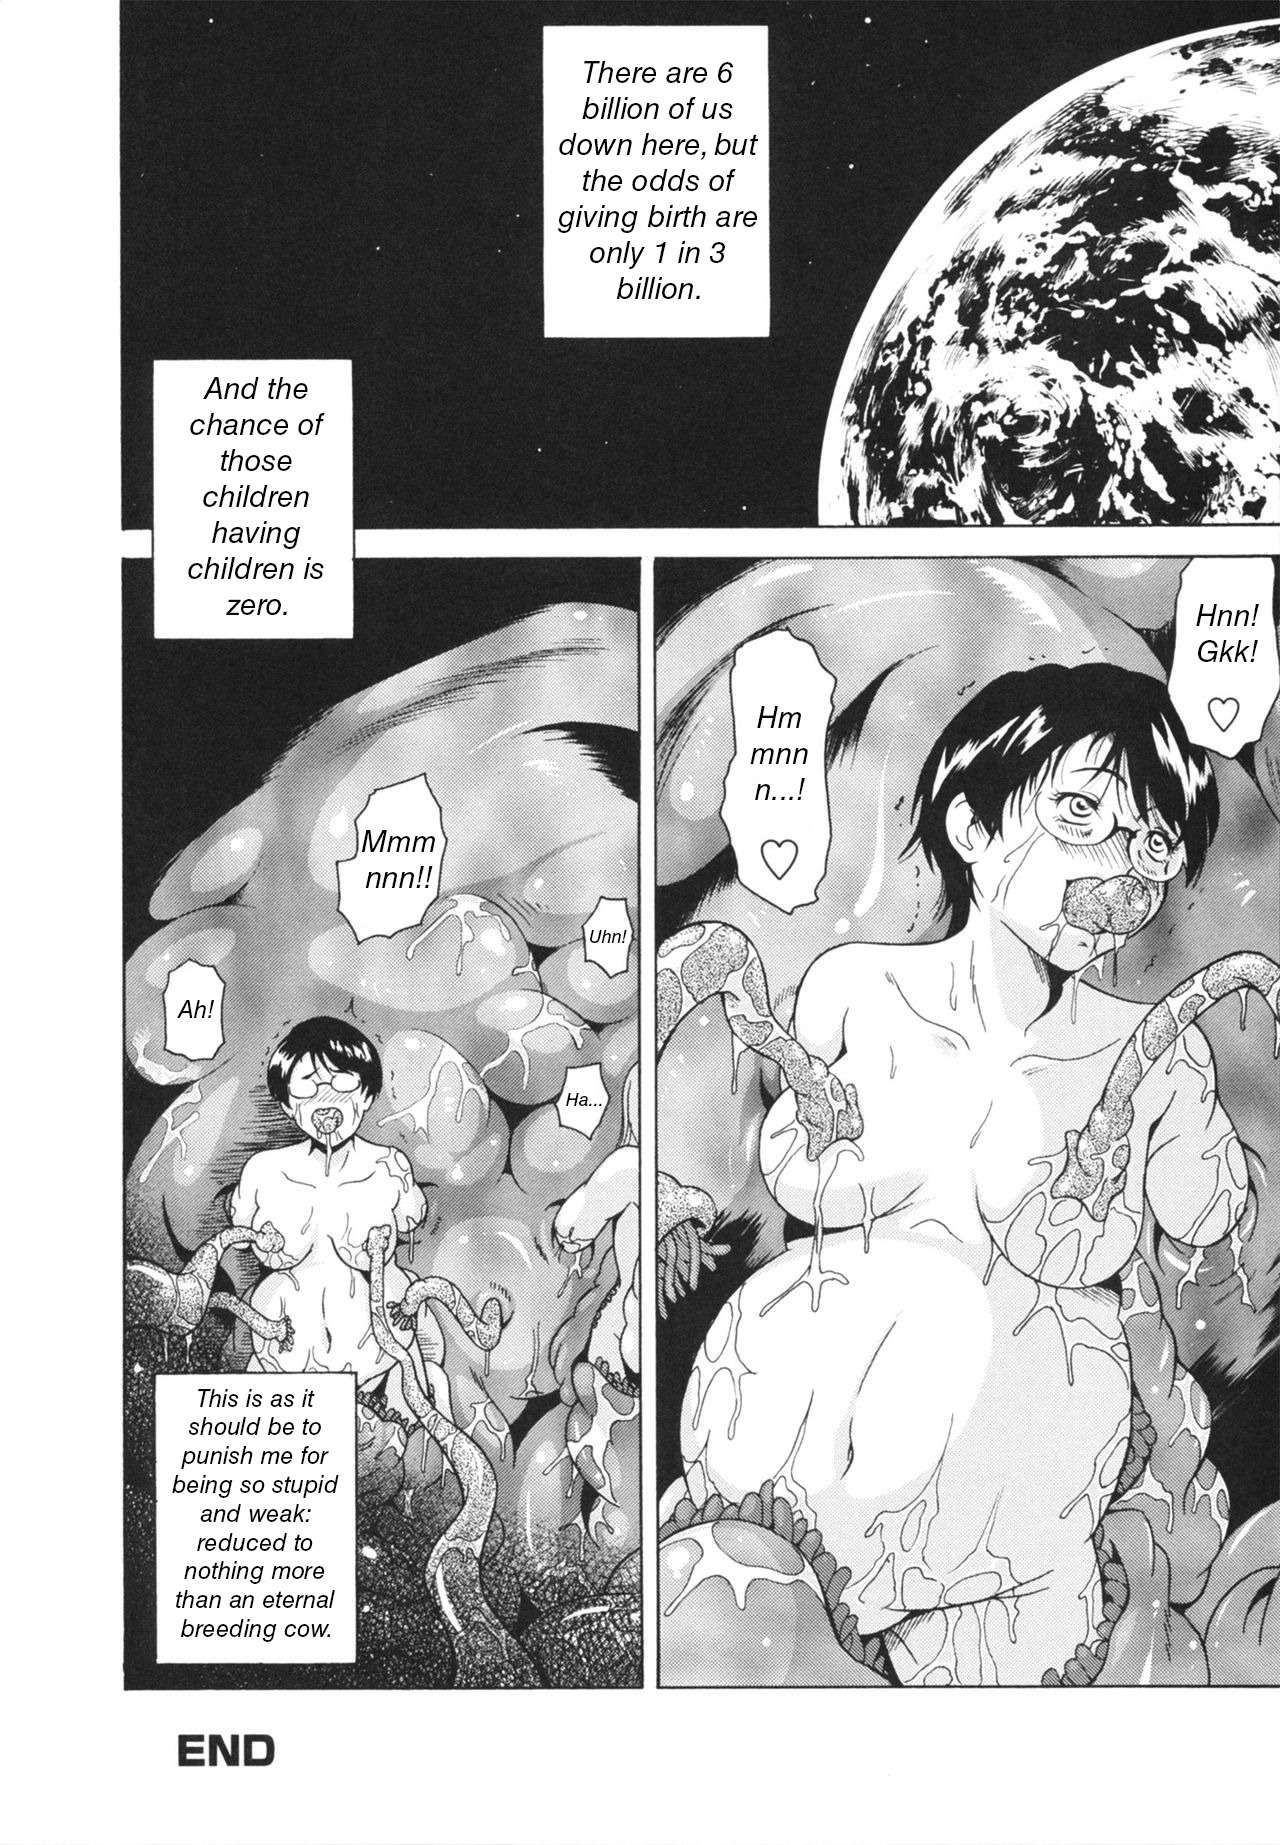 There are 6
billion of us
down here, but
the odds of
giving birth are
only 1 in 3
billion.
And the
chance of
those
children
having
children is
zero.
Hnn!
Gkk!
♡
Hm
mnn
n...!
♡
Mmm
nnn!!
Uhn!
Ah!
Ha...
This is as it
should be to
punish me for
being so stupid
and weak:
reduced to
nothing more
than an eternal
breeding cow.
END